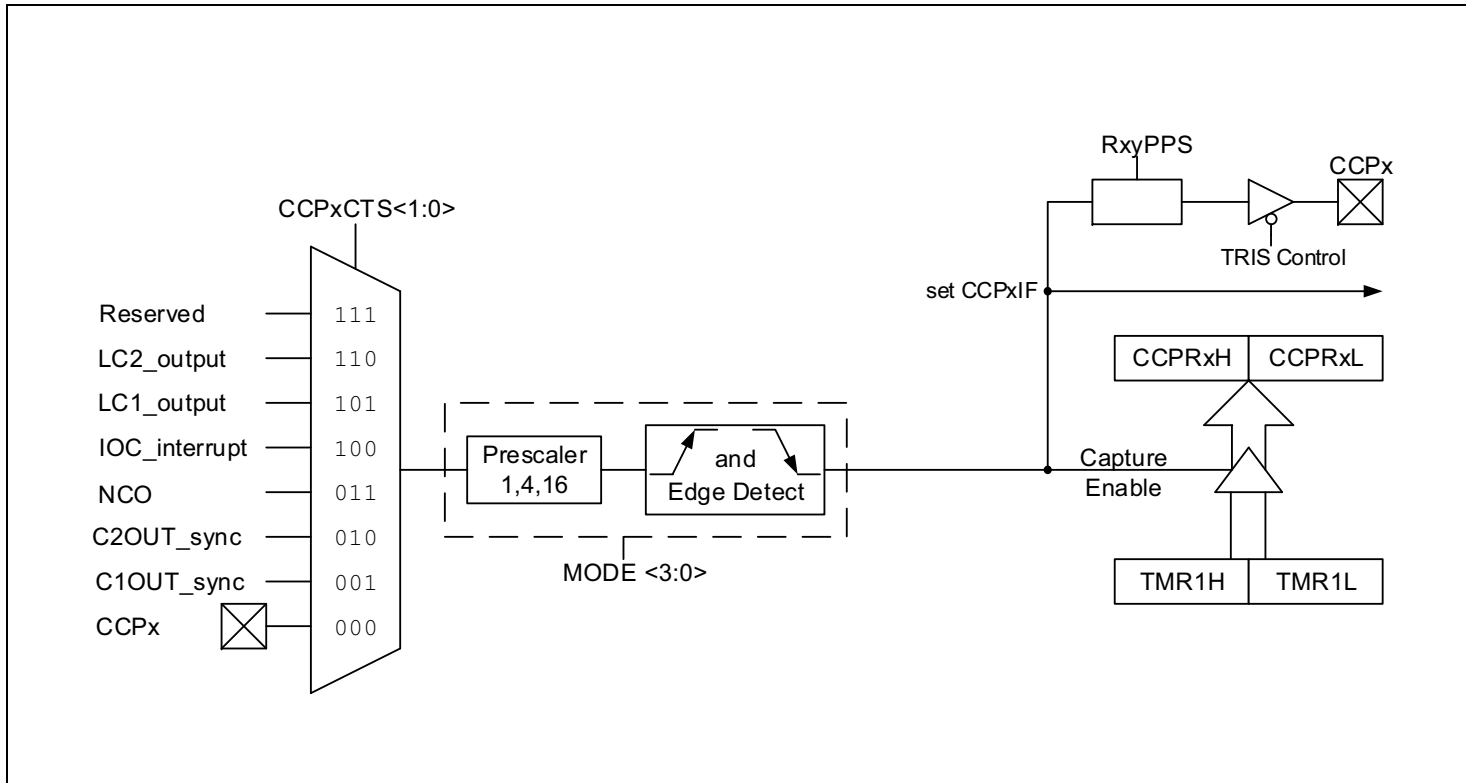 RxyPPS
CCPx
CCPxCTS<1:0>
TRIS Control
set CCPxIF
Reserved 111
LC2_output 110
CCPRxH CCPRxL
LC1_output 101
IOC_interrupt 100
Prescaler
1,4,16
and
Edge Detect
Capture
Enable
NCO 011
C2OUT_sync 010
MODE <3:0>
C1OUT_sync 001
TMR1H TMR1L
CCPx 000